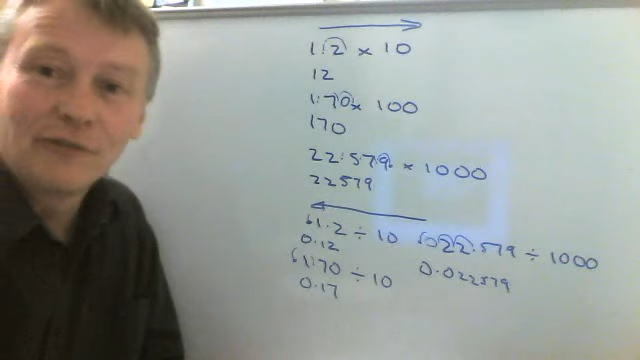 1.2 x 10
12
1.70 x 100
170
22.579 x 1000
22579
1.2 ÷ 10
0.12
1.70 ÷ 10
0.17
022.579 ÷ 1000
0.022579